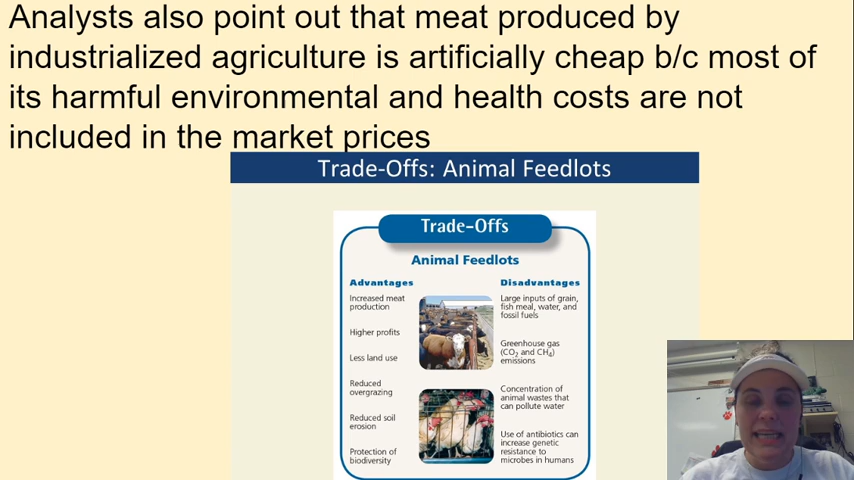 Analysts also point out that meat produced by
industrialized agriculture is artificially cheap b/c most of
its harmful environmental and health costs are not
included in the market prices
Trade-Offs: Animal Feedlots
Trade-Offs
Animal Feedlots
Advantages
Increased meat
production
Higher profits
Less land use
Reduced
overgrazing
Reduced soil
erosion
Protection of
biodiversity
Disadvantages
Large inputs of grain,
fish meal, water, and
fossil fuels
Greenhouse gas
(CO₂ and CH₄)
emissions
Concentration of
animal wastes that
can pollute water
Use of antibiotics can
increase genetic
resistance to
microbes in humans